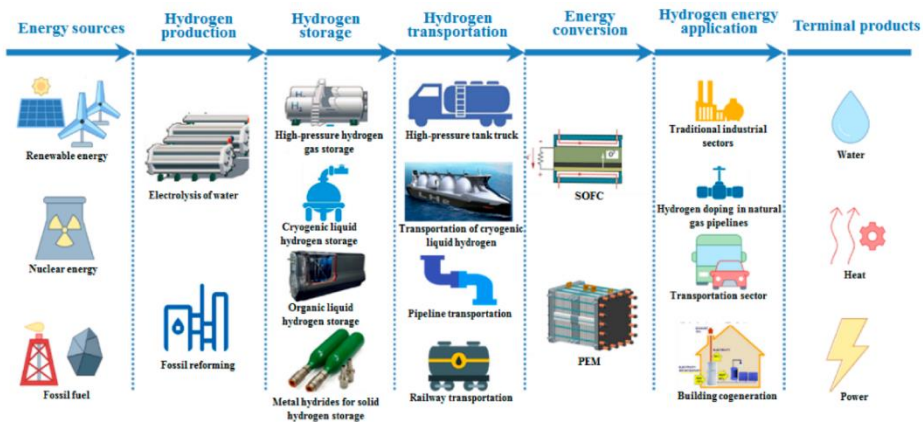 Energy sources
Hydrogen
production
Hydrogen
storage
Hydrogen
transportation
Energy
conversion
Hydrogen energy
application
Terminal products
Renewable energy
Nuclear energy
Fossil fuel
Electrolysis of water
Fossil reforming
High-pressure hydrogen
gas storage
Cryogenic liquid
hydrogen storage
Organic liquid
hydrogen storage
Metal hydrides for solid
hydrogen storage
High-pressure tank truck
Transportation of cryogenic
liquid hydrogen
Pipeline transportation
Railway transportation
SOFC
PEM
Traditional industrial
sectors
Hydrogen doping in natural
gas pipelines
Transportation sector
Building cogeneration
Water
Heat
Power